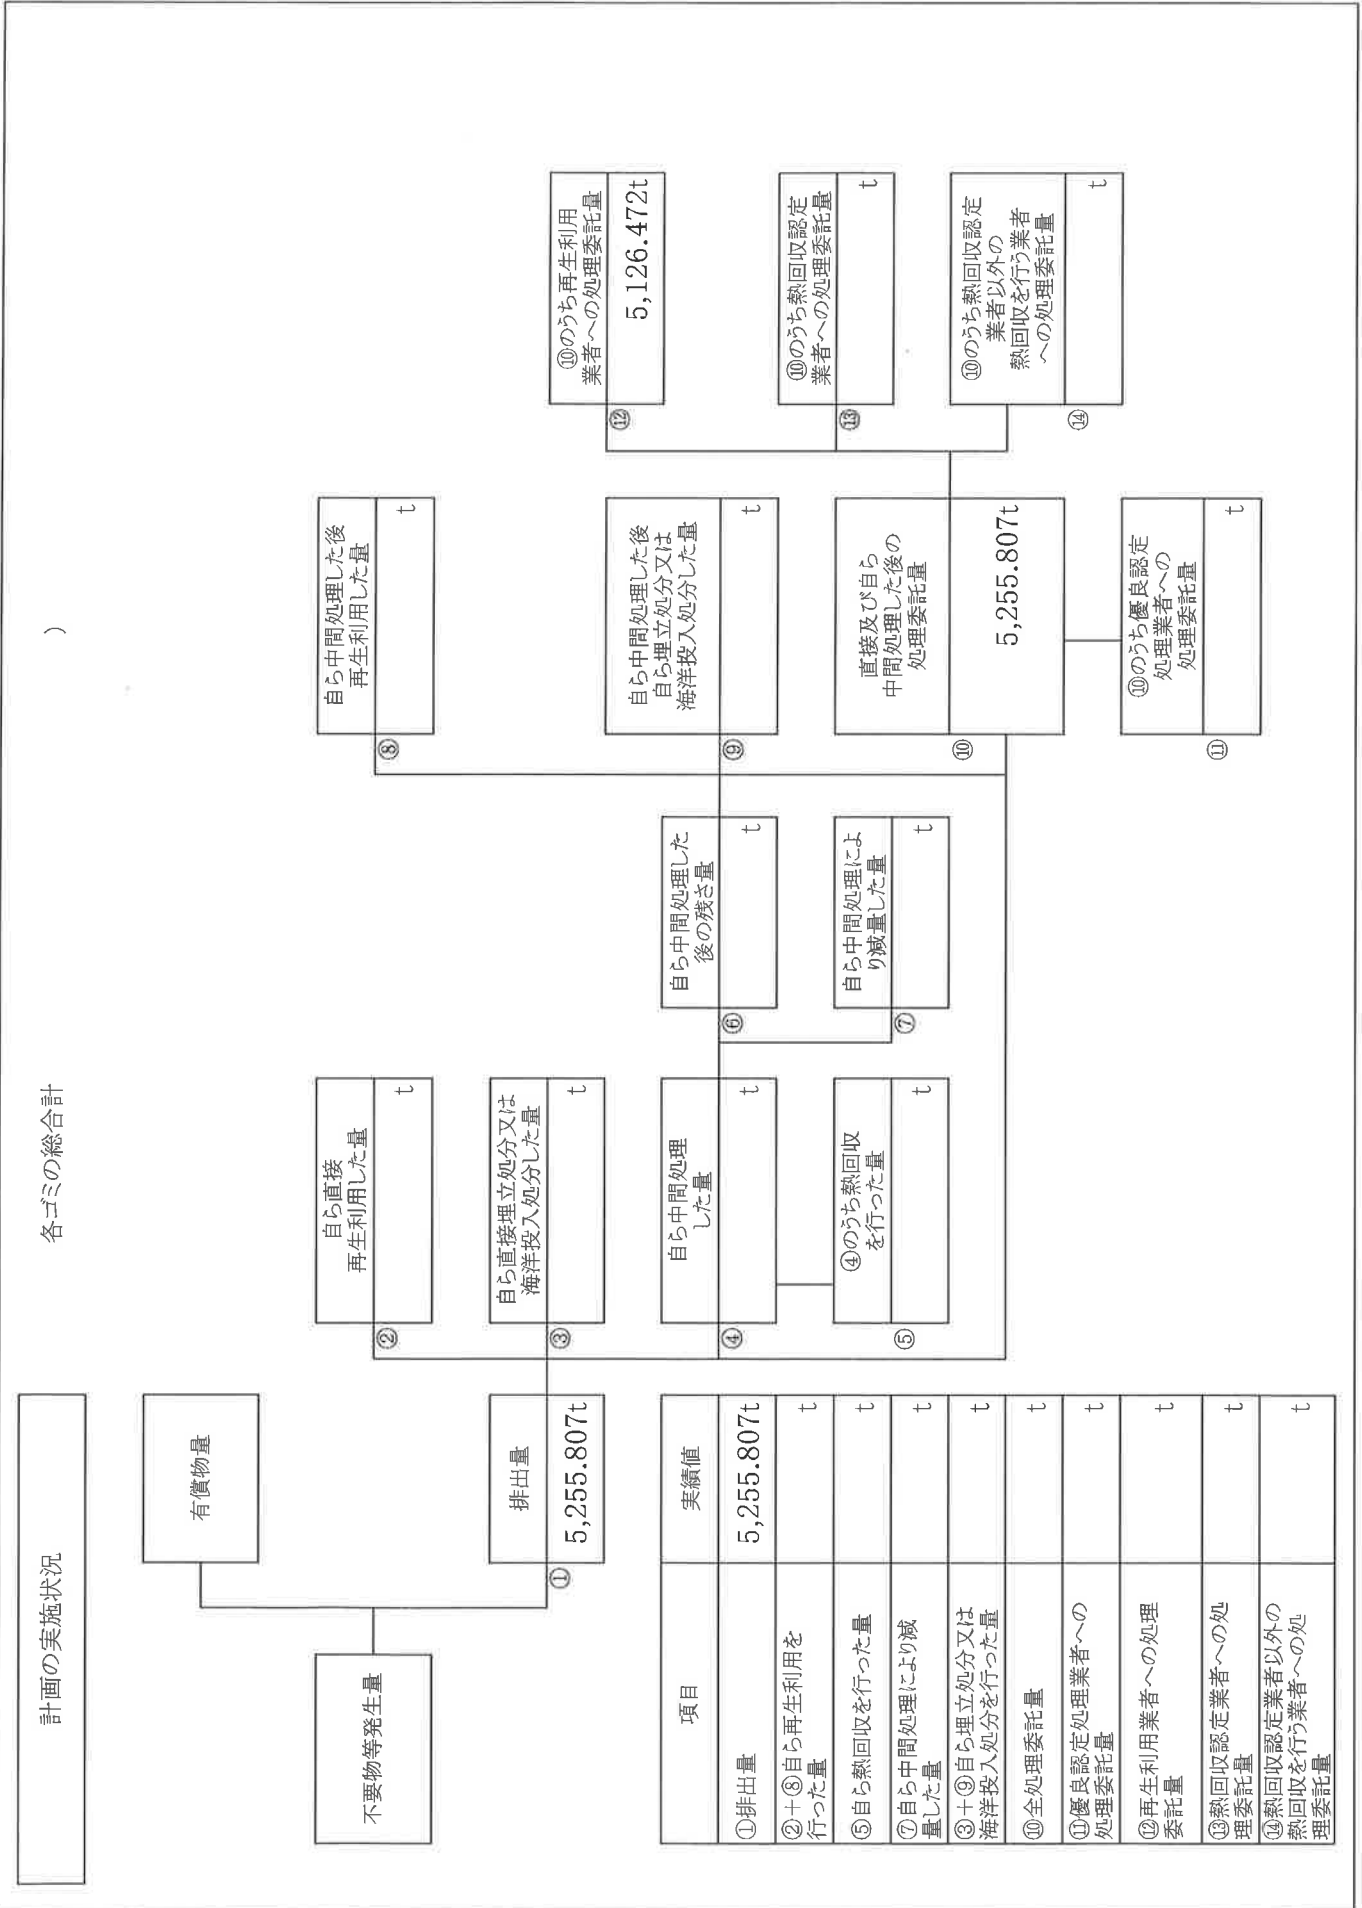 計画の実施状況
各ゴミの総合計
)
不要物等発生量
有償物量
①
排出量
5,255.807t
②
自ら直接
再生利用した量
t
③
自ら直接埋立処分又は
海洋投入処分した量
t
④
自ら中間処理
した量
t
⑤
④のうち熱回収
を行った量
t
⑥
自ら中間処理した
後の残さ量
t
⑦
自ら中間処理によ
り減量した量
t
⑧
自ら中間処理した後
再生利用した量
t
⑨
自ら中間処理した後
自ら埋立処分又は
海洋投入処分した量
t
⑩
直接及び自ら
中間処理した後の
処理委託量
5,255.807t
⑪
⑩のうち優良認定
処理業者への
処理委託量
t
⑫
⑩のうち再生利用
業者への処理委託量
5,126.472t
⑬
⑩のうち熱回収認定
業者への処理委託量
t
⑭
⑩のうち熱回収認定
業者以外の
熱回収を行う業者
への処理委託量
t
項目
実績値
①排出量
5,255.807t
②+⑧自ら再生利用を
行った量
t
⑤自ら熱回収を行った量
t
⑦自ら中間処理により減
量した量
t
③+⑨自ら埋立処分又は
海洋投入処分を行った量
t
⑩全処理委託量
t
⑪優良認定処理業者への
処理委託量
t
⑫再生利用業者への処理
委託量
t
⑬熱回収認定業者への処
理委託量
t
⑭熱回収認定業者以外の
熱回収を行う業者への処
理委託量
t